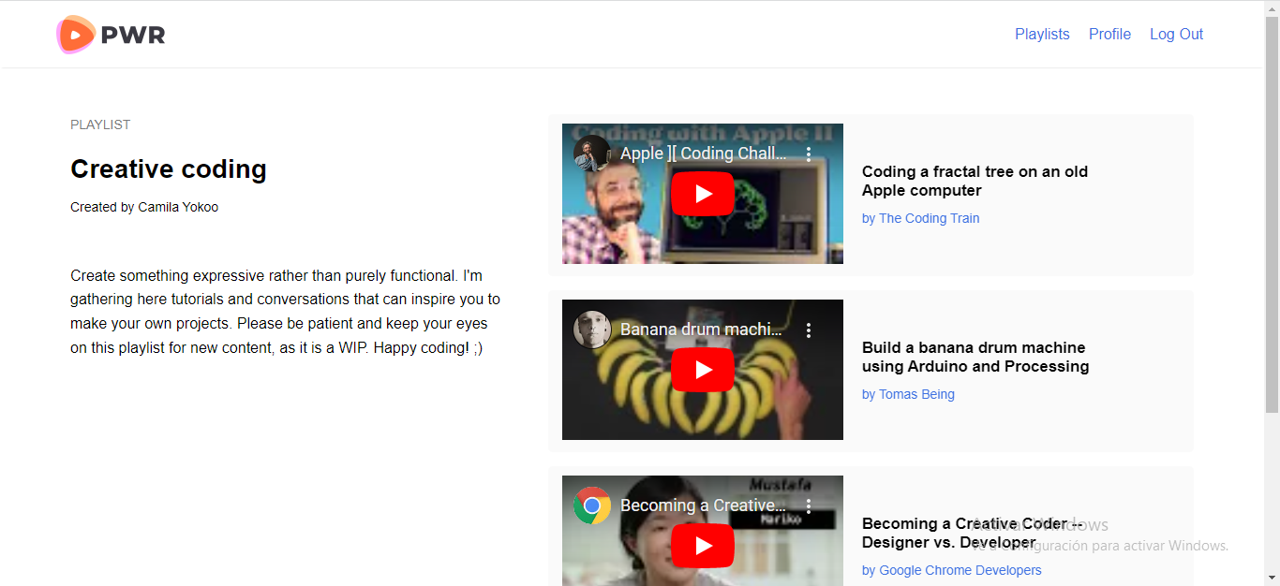 PWR
Playlists Profile Log Out
PLAYLIST
Creative coding
Created by Camila Yokoo
Create something expressive rather than purely functional. I'm
gathering here tutorials and conversations that can inspire you to
make your own projects. Please be patient and keep your eyes
on this playlist for new content, as it is a WIP. Happy coding! ;)
Coding with Apple II
Apple ][ Coding Chall...
Coding a fractal tree on an old
Apple computer
by The Coding Train
Banana drum machi...
Build a banana drum machine
using Arduino and Processing
by Tomas Being
Mustafa
Mariko
Becoming a Creative...
Becoming a Creative Coder --
Designer vs. Developer
by Google Chrome Developers
Activar Windows
Ve a Configuración para activar Windows.